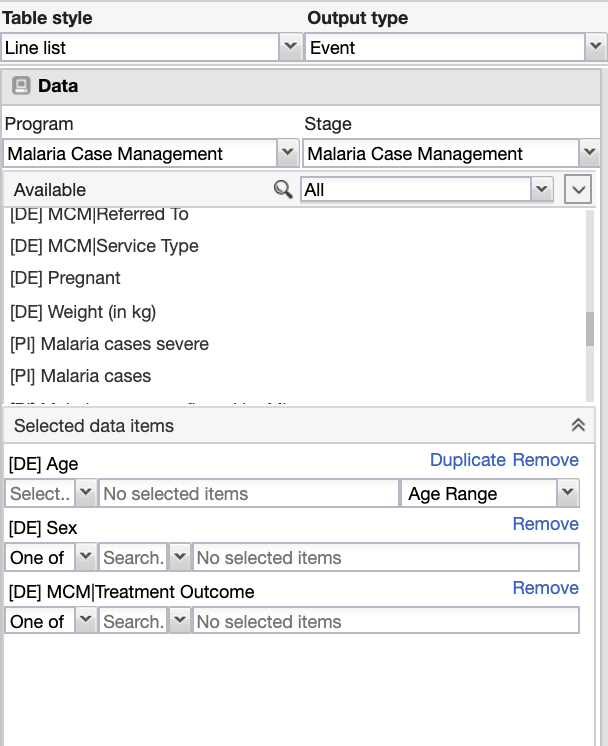 Table style Output type
Line list Event
Data
Program Stage
Malaria Case Management Malaria Case Management
Available All
[DE] MCM|Referred To
[DE] MCM|Service Type
[DE] Pregnant
[DE] Weight (in kg)
[PI] Malaria cases severe
[PI] Malaria cases
Selected data items
[DE] Age Duplicate Remove
Select.. No selected items Age Range
[DE] Sex Remove
One of Search. No selected items
[DE] MCM|Treatment Outcome Remove
One of Search. No selected items